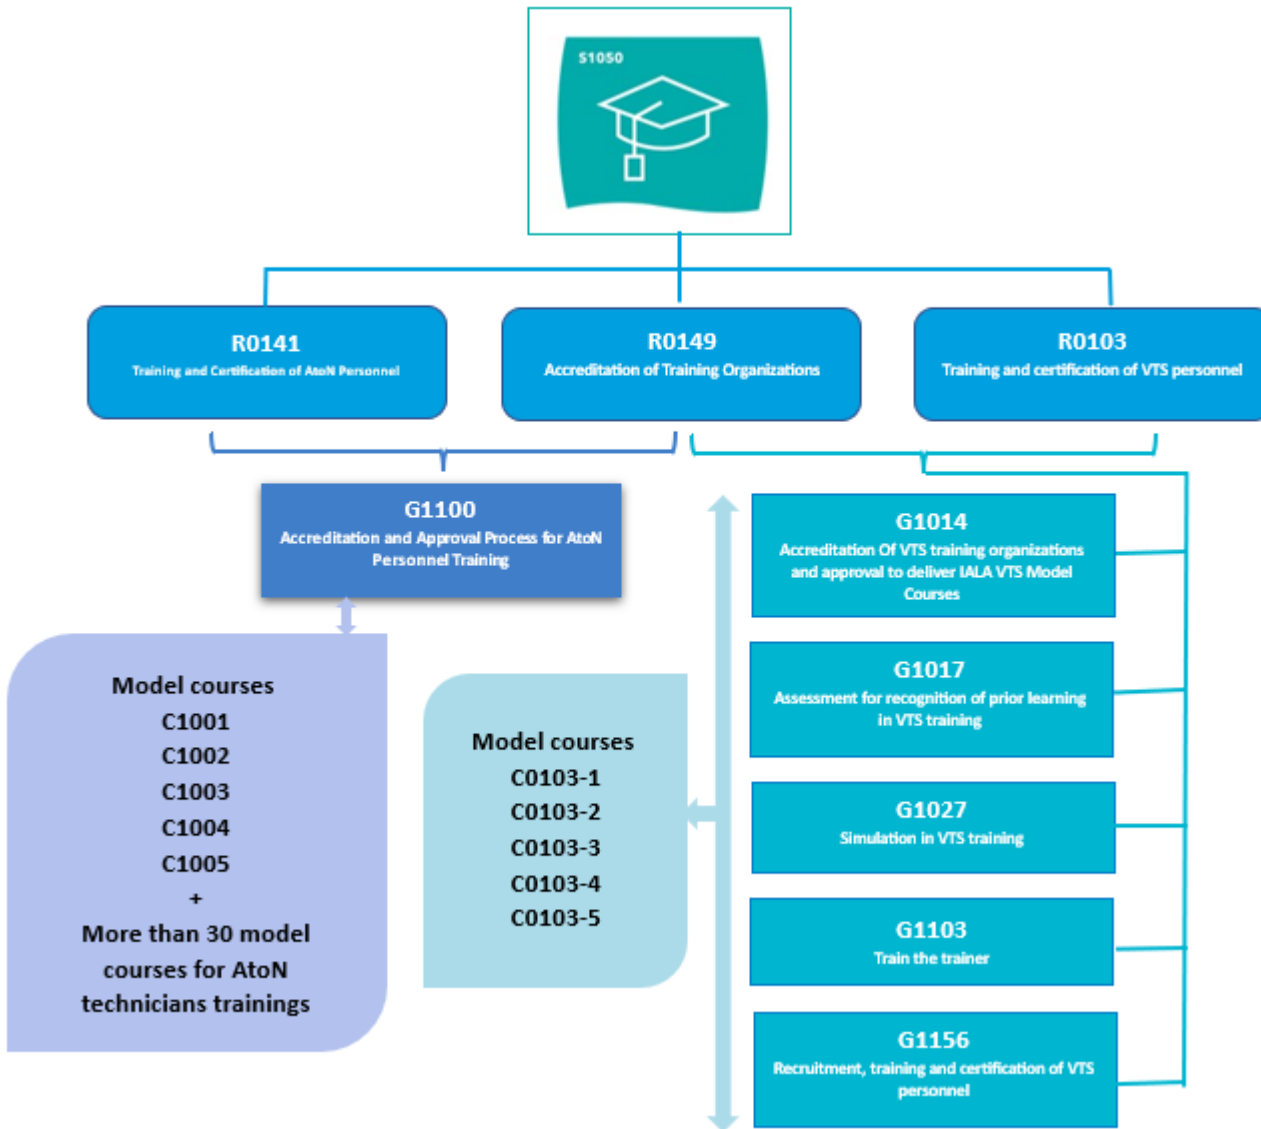 S1050
R0141
Training and Certification of AtoN Personnel
R0149
Accreditation of Training Organizations
R0103
Training and certification of VTS personnel
G1100
Accreditation and Approval Process for AtoN
Personnel Training
Model courses
C1001
C1002
C1003
C1004
C1005
+
More than 30 model
courses for AtoN
technicians trainings
Model courses
C0103-1
C0103-2
C0103-3
C0103-4
C0103-5
G1014
Accreditation Of VTS training organizations
and approval to deliver IALA VTS Model
Courses
G1017
Assessment for recognition of prior learning
in VTS training
G1027
Simulation in VTS training
G1103
Train the trainer
G1156
Recruitment, training and certification of VTS
personnel